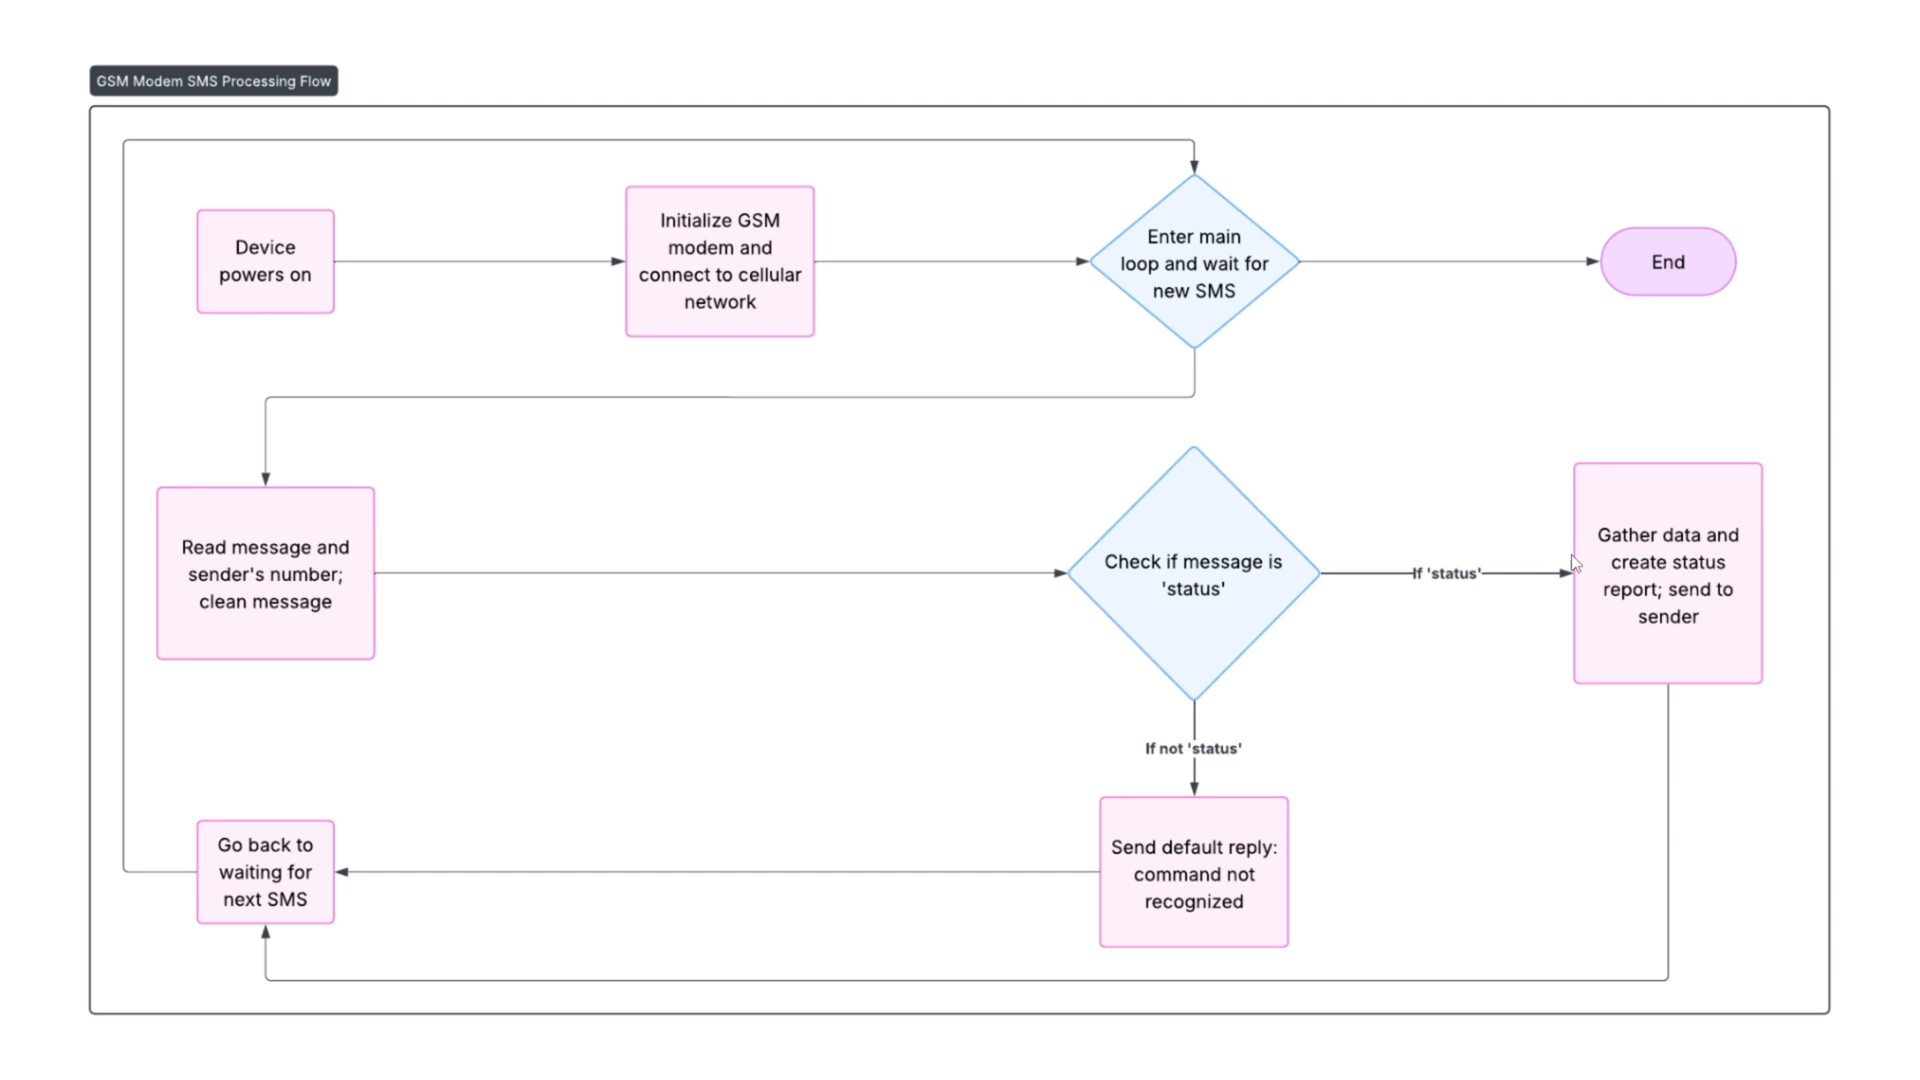 GSM Modem SMS Processing Flow
Device
powers on
Initialize GSM
modem and
connect to cellular
network
Enter main
loop and wait for
new SMS
End
Read message and
sender's number;
clean message
Check if message is
'status'
If 'status'
Gather data and
create status
report; send to
sender
If not 'status'
Send default reply:
command not
recognized
Go back to
waiting for
next SMS